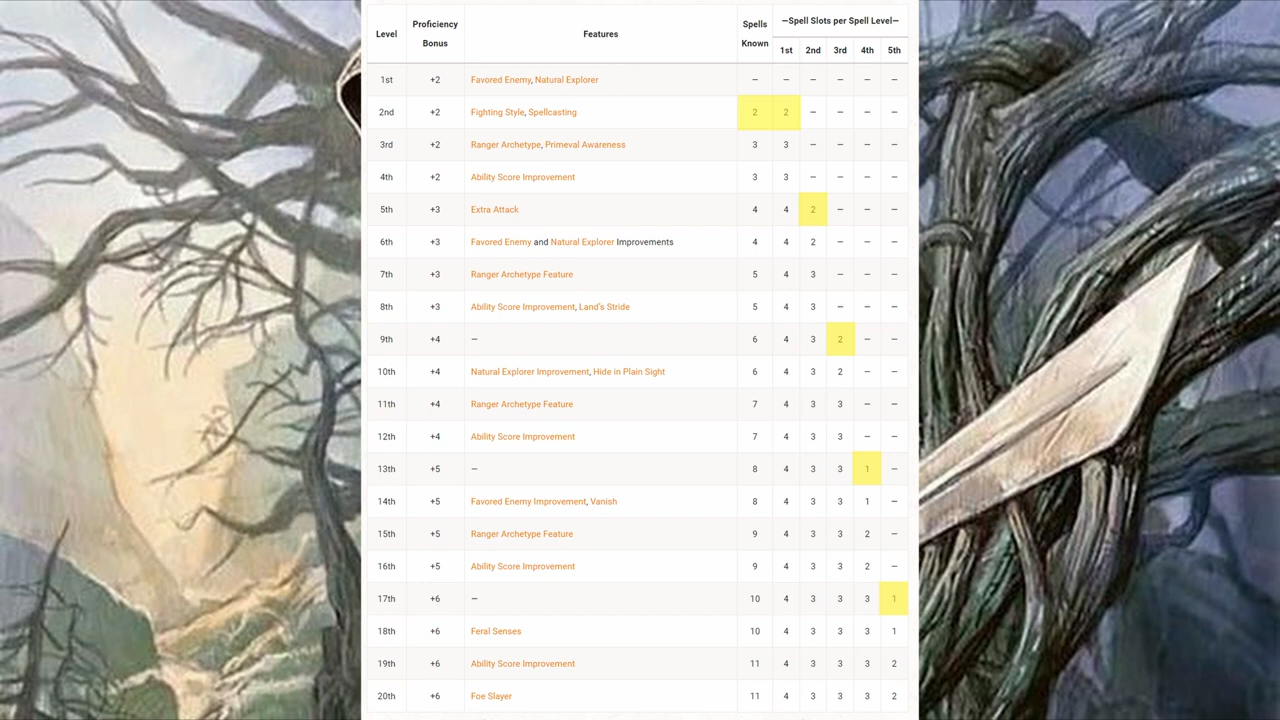 Level Proficiency Bonus Features Spells Known —Spell Slots per Spell Level—
1st 2nd 3rd 4th 5th
1st +2 Favored Enemy, Natural Explorer — — — — — —
2nd +2 Fighting Style, Spellcasting 2 2 — — — —
3rd +2 Ranger Archetype, Primeval Awareness 3 3 — — — —
4th +2 Ability Score Improvement 3 3 — — — —
5th +3 Extra Attack 4 4 2 — — —
6th +3 Favored Enemy and Natural Explorer Improvements 4 4 2 — — —
7th +3 Ranger Archetype Feature 5 4 3 — — —
8th +3 Ability Score Improvement, Land's Stride 5 4 3 — — —
9th +4 — 6 4 3 2 — —
10th +4 Natural Explorer Improvement, Hide in Plain Sight 6 4 3 2 — —
11th +4 Ranger Archetype Feature 7 4 3 3 — —
12th +4 Ability Score Improvement 7 4 3 3 — —
13th +5 — 8 4 3 3 1 —
14th +5 Favored Enemy Improvement, Vanish 8 4 3 3 1 —
15th +5 Ranger Archetype Feature 9 4 3 3 2 —
16th +5 Ability Score Improvement 9 4 3 3 2 —
17th +6 — 10 4 3 3 3 1
18th +6 Feral Senses 10 4 3 3 3 1
19th +6 Ability Score Improvement 11 4 3 3 3 2
20th +6 Foe Slayer 11 4 3 3 3 2